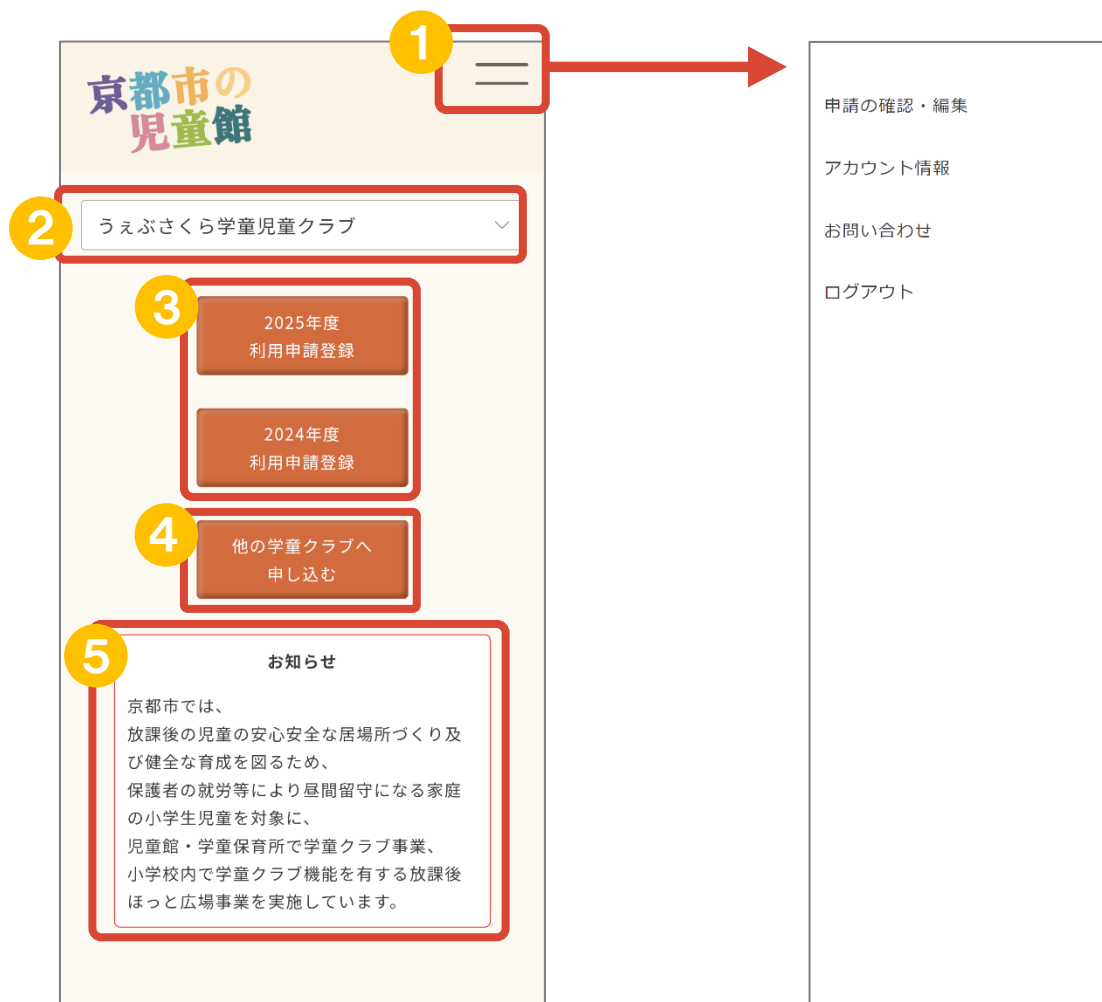 1
京都市の
児童館
2
うぇぶさくら学童児童クラブ
3
2025年度
利用申請登録
2024年度
利用申請登録
4
他の学童クラブへ
申し込む
5
お知らせ
京都市では、
放課後の児童の安心安全な居場所づくり及
び健全な育成を図るため、
保護者の就労等により昼間留守になる家庭
の小学生児童を対象に、
児童館・学童保育所で学童クラブ事業、
小学校内で学童クラブ機能を有する放課後
ほっと広場事業を実施しています。
申請の確認・編集
アカウント情報
お問い合わせ
ログアウト